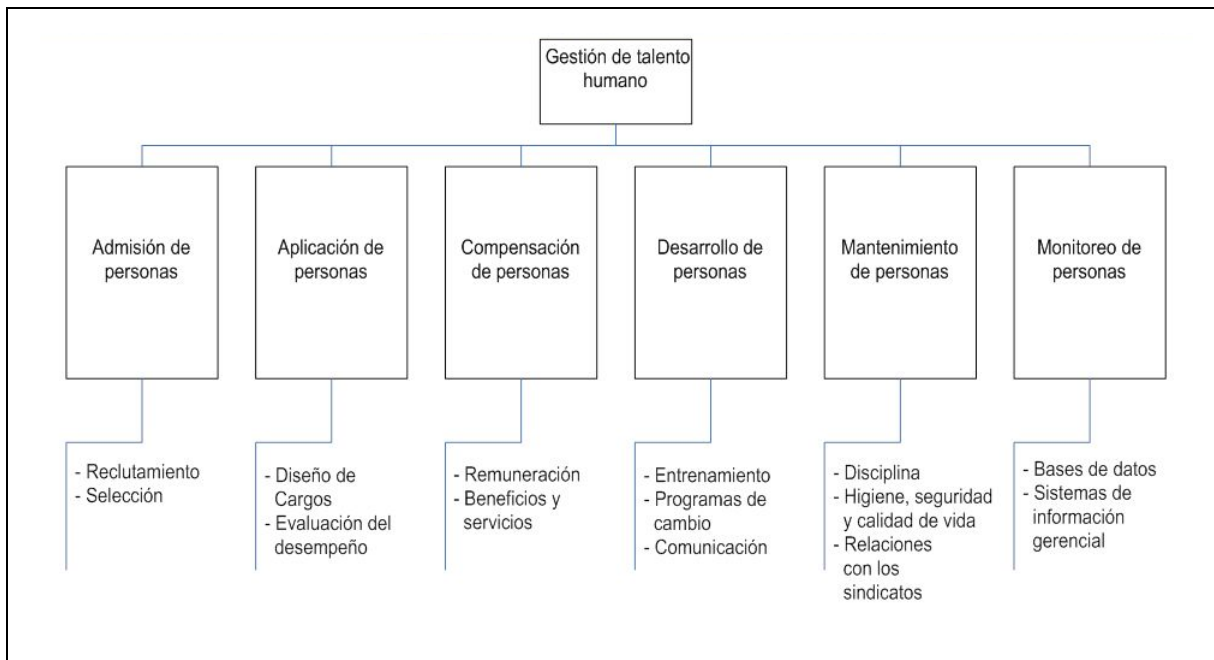 Gestión de talento
humano
Admisión de
personas
Aplicación de
personas
Compensación
de personas
Desarrollo de
personas
Mantenimiento
de personas
Monitoreo de
personas
- Reclutamiento
- Selección
- Diseño de
Cargos
- Evaluación del
desempeño
- Remuneración
- Beneficios y
servicios
- Entrenamiento
- Programas de
cambio
- Comunicación
- Disciplina
- Higiene, seguridad
y calidad de vida
- Relaciones
con los
sindicatos
- Bases de datos
- Sistemas de
información
gerencial